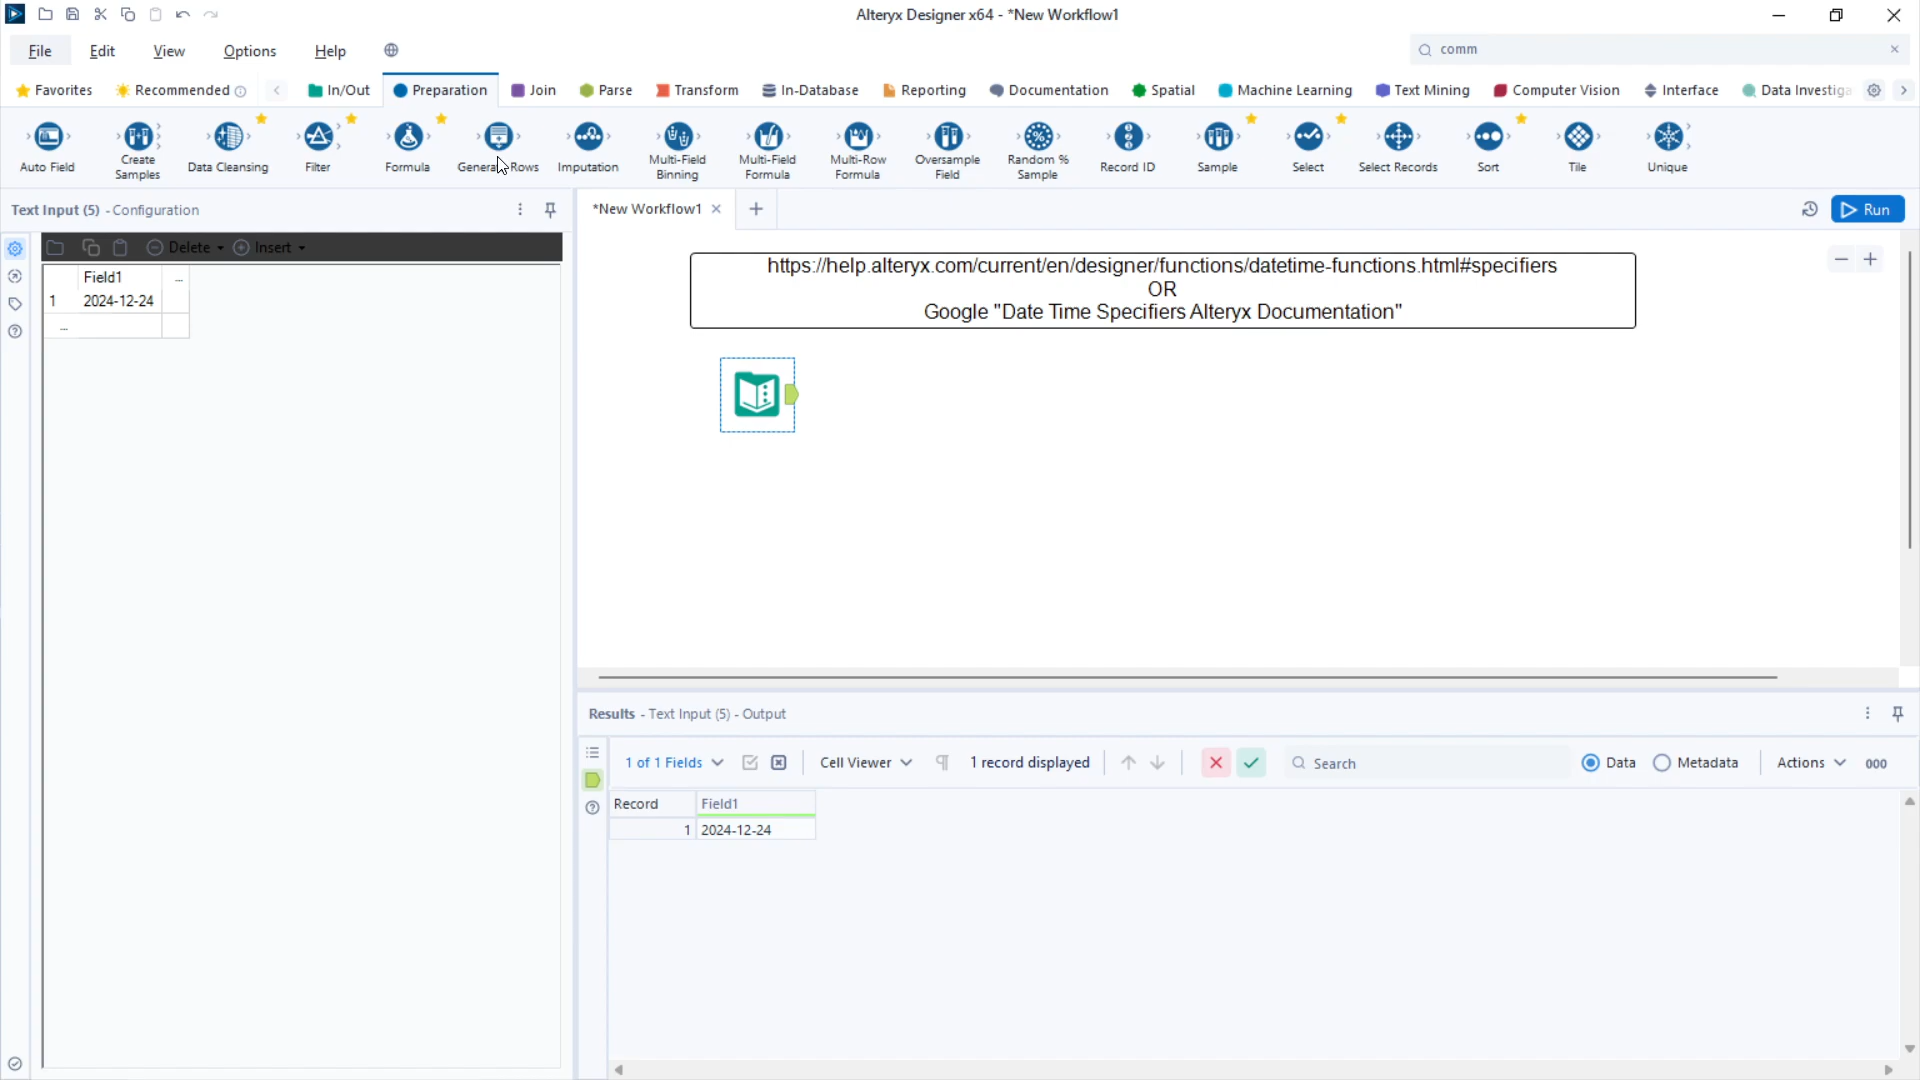 Alteryx Designer x64 - *New Workflow1
File Edit View Options Help
comm
Favorites Recommended In/Out Preparation Join Parse Transform In-Database Reporting Documentation Spatial Machine Learning Text Mining Computer Vision Interface Data Investiga
Auto Field
Create
Samples
Data Cleansing
Filter
Formula
Imputation
Multi-Field
Binning
Multi-Field
Formula
Multi-Row
Formula
Oversample
Field
Random %
Sample
Record ID
Sample
Select
Select Records
Sort
Tile
Unique
Text Input (5) - Configuration
*New Workflow1
Run
Delete Insert
Field1 ...
1 2024-12-24
...
https://help.alteryx.com/current/en/designer/functions/datetime-functions.html#specifiers
OR
Google "Date Time Specifiers Alteryx Documentation"
Results - Text Input (5) - Output
1 of 1 Fields Cell Viewer 1 record displayed Search Data Metadata Actions 000
Record Field1
1 2024-12-24